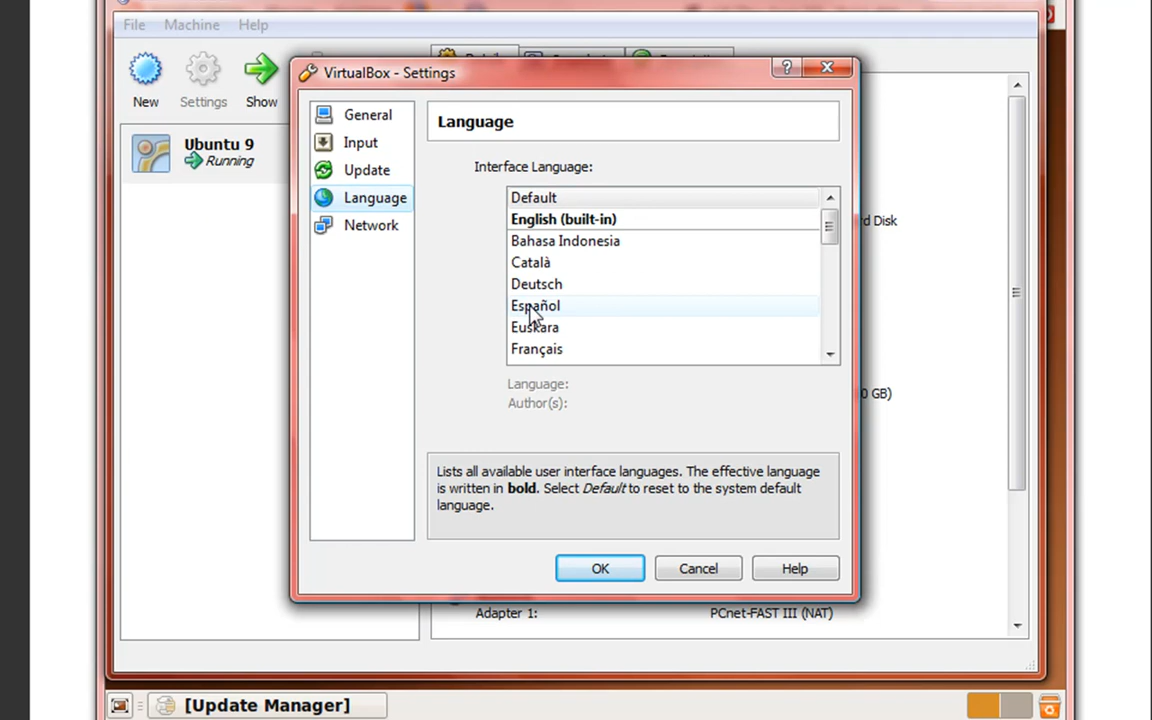 File Machine Help
VirtualBox - Settings
New Settings Show
Ubuntu 9
Running
General
Input
Update
Language
Network
Language
Interface Language:
Default
English (built-in)
Bahasa Indonesia
Català
Deutsch
Español
Euskara
Français
rd Disk
0 GB)
Language:
Author(s):
Lists all available user interface languages. The effective language
is written in bold. Select Default to reset to the system default
language.
OK Cancel Help
Adapter 1: PCnet-FAST III (NAT)
[Update Manager]